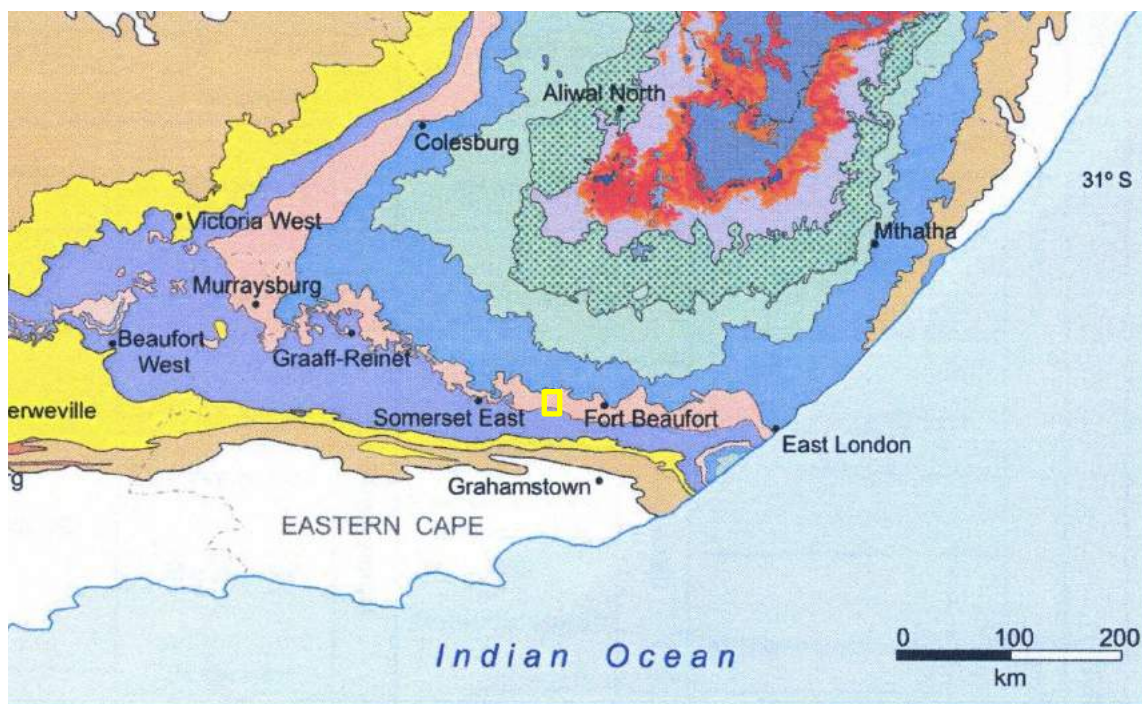 Aliwal North
Colesburg
31º S
Victoria West
Mthatha
Murraysburg
Beaufort
West
Graaff-Reinet
erweville
Somerset East
Fort Beaufort
East London
g
Grahamstown
EASTERN CAPE
Indian Ocean
0 100 200
km